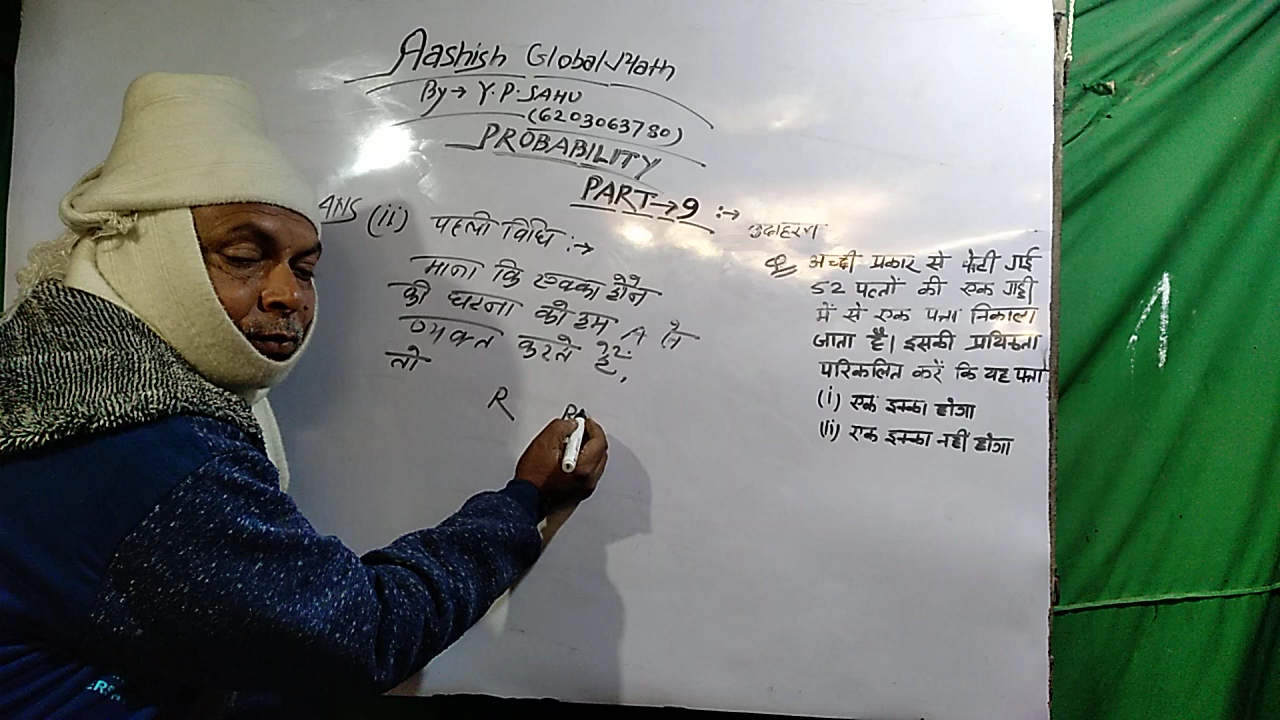 Aashish Global Math
By → Y.P. SAHU
(6203063780)
PROBABILITY
PART → 9 :→
ANS (ii) पहली विधि :→
माना कि इक्का होने
की घटना को हम A से
व्यक्त करते हैं,
तो
R
उदाहरण
Q अच्छी प्रकार से फेटी गई
52 पत्तों की एक गड्डी
में से एक पत्ता निकाला
जाता है। इसकी प्रायिकता
परिकलित करें कि यह पत्ता
(i) एक इक्का होगा
(ii) एक इक्का नहीं होगा